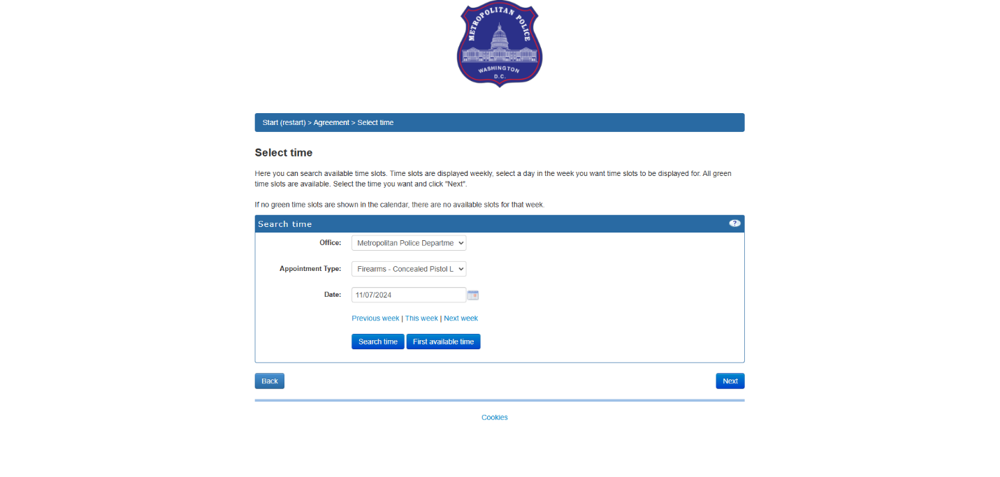 METROPOLITAN POLICE
WASHINGTON
D.C.
Start (restart) > Agreement > Select time
Select time
Here you can search available time slots. Time slots are displayed weekly, select a day in the week you want time slots to be displayed for. All green
time slots are available. Select the time you want and click "Next".
If no green time slots are shown in the calendar, there are no available slots for that week.
Search time ?
Office: Metropolitan Police Departme
Appointment Type: Firearms - Concealed Pistol L
Date: 11/07/2024
Previous week | This week | Next week
Search time First available time
Back Next
Cookies